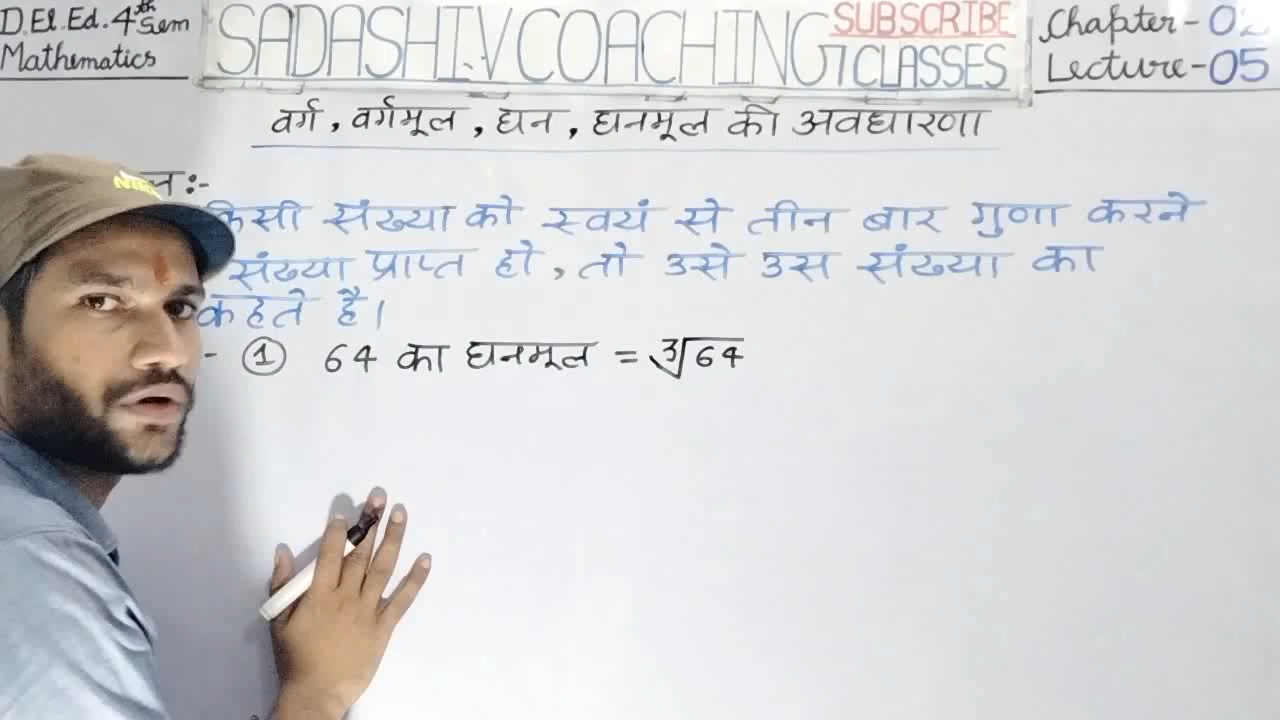 D.El.Ed. 4th Sem
Mathematics
SADASHIV COACHING
SUBSCRIBE
CLASSES
Chapter - 02
Lecture - 05
वर्ग, वर्गमूल, घन, घनमूल की अवधारणा
ल :-
किसी संख्या को स्वयं से तीन बार गुणा करने
संख्या प्राप्त हो, तो उसे उस संख्या का
कहते है।
- ① 64 का घनमूल = ∛64